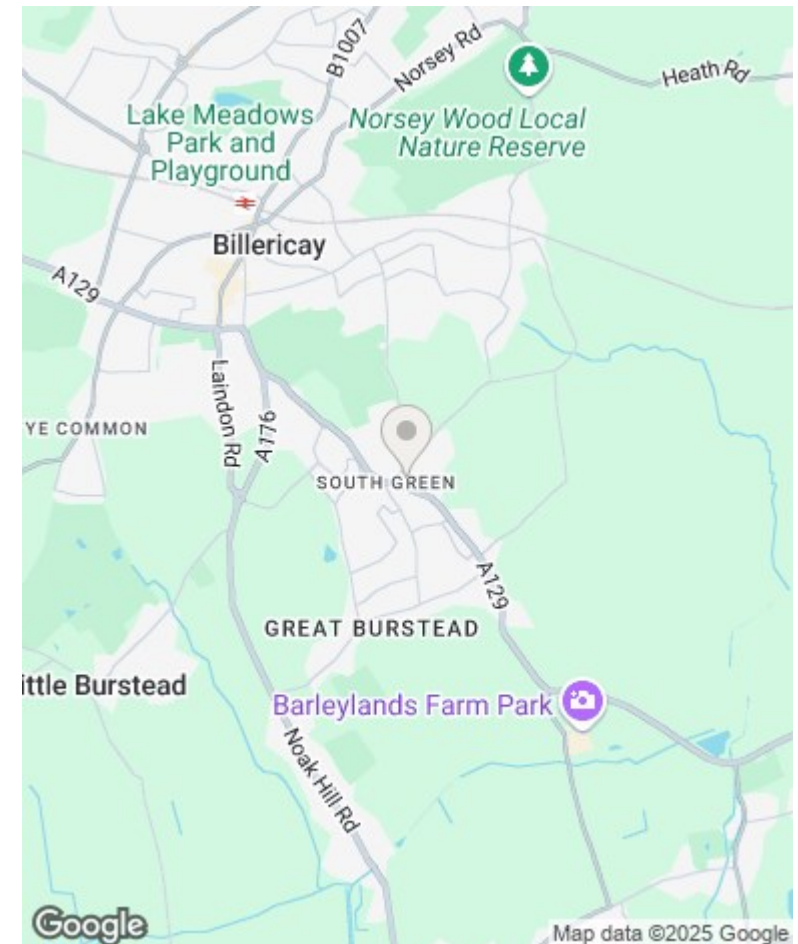 B1007
Norsey Rd
Heath Rd
Lake Meadows
Park and
Playground
Norsey Wood Local
Nature Reserve
Billericay
A129
Laindon Rd
A176
YE COMMON
SOUTH GREEN
A129
GREAT BURSTEAD
ittle Burstead
Barleylands Farm Park
Noak Hill Rd
Google
Map data ©2025 Google